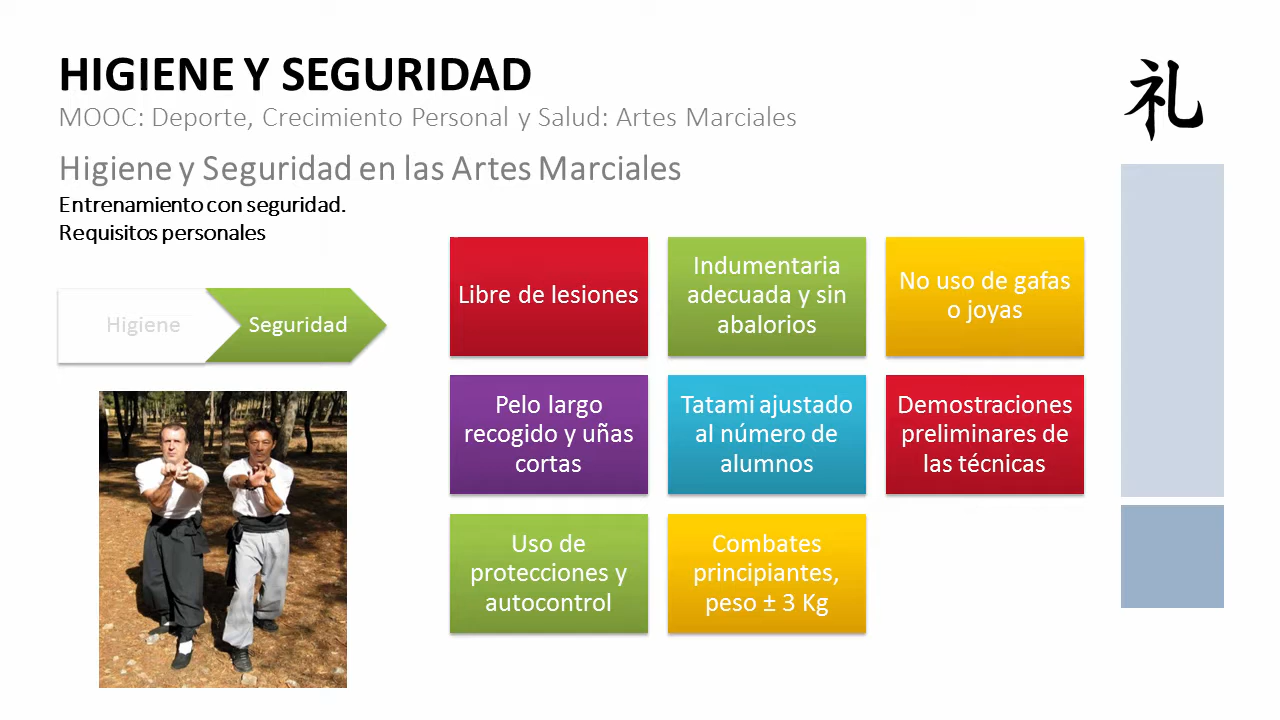 HIGIENE Y SEGURIDAD
礼
MOOC: Deporte, Crecimiento Personal y Salud: Artes Marciales
Higiene y Seguridad en las Artes Marciales
Entrenamiento con seguridad.
Requisitos personales
Higiene
Seguridad
Libre de lesiones
Indumentaria
adecuada y sin
abalorios
No uso de gafas
o joyas
Pelo largo
recogido y uñas
cortas
Tatami ajustado
al número de
alumnos
Demostraciones
preliminares de
las técnicas
Uso de
protecciones y
autocontrol
Combates
principiantes,
peso ± 3 Kg